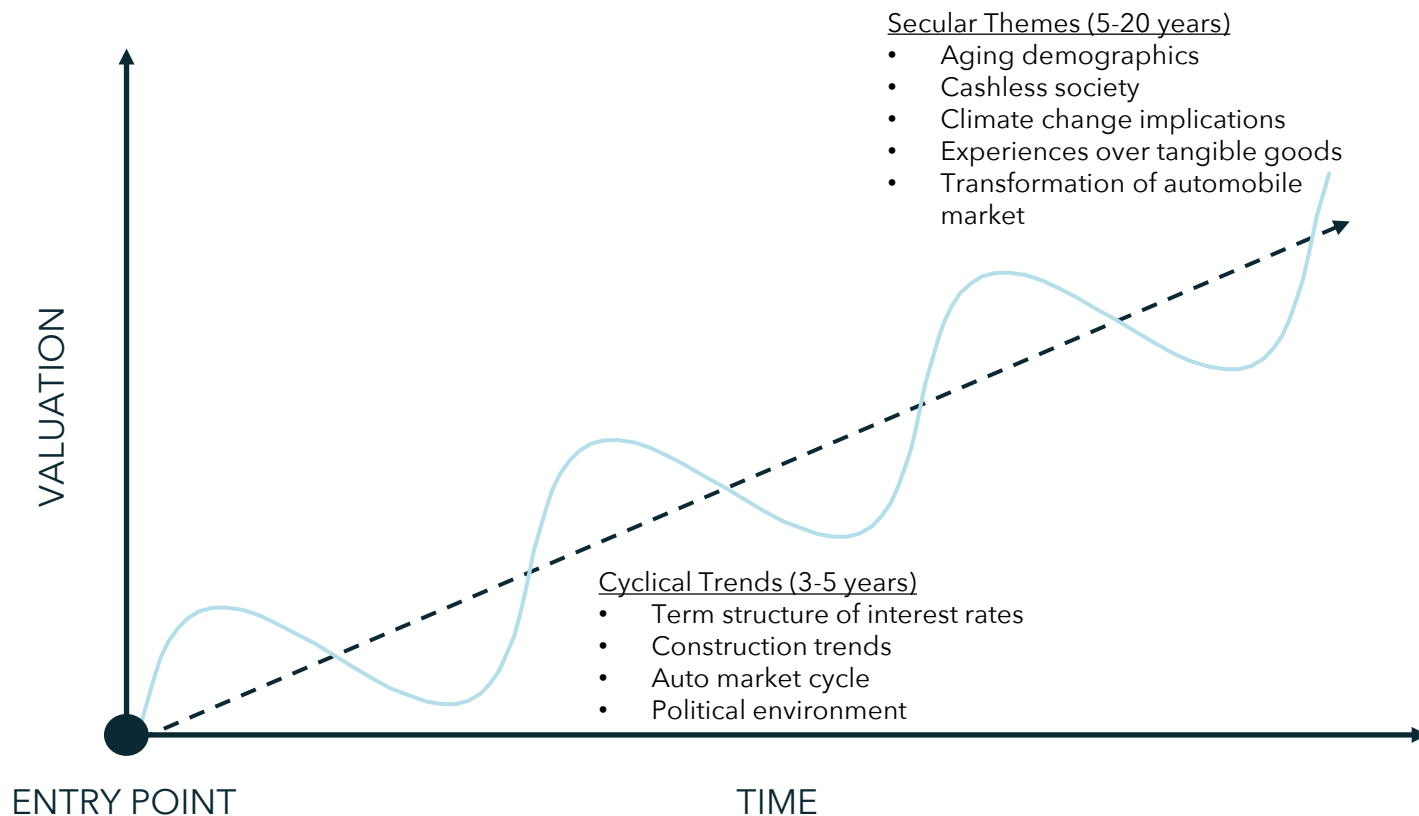 Secular Themes (5-20 years)
• Aging demographics
• Cashless society
• Climate change implications
• Experiences over tangible goods
• Transformation of automobile
market
VALUATION
Cyclical Trends (3-5 years)
• Term structure of interest rates
• Construction trends
• Auto market cycle
• Political environment
ENTRY POINT
TIME